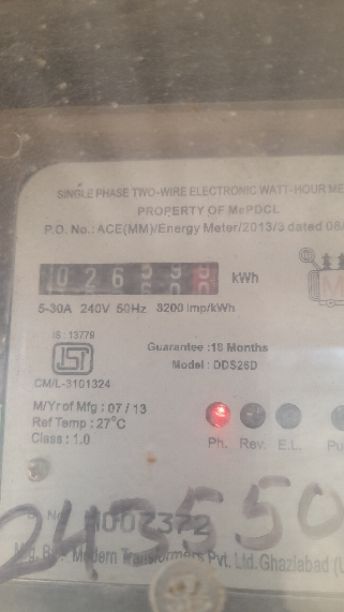 SINGLE PHASE TWO-WIRE ELECTRONIC WATT-HOUR ME
PROPERTY OF MePDCL
P.O. No.: ACE(MM)/Energy Meter/2013/3 dated 08/
026 kWh
5-30A 240V 50Hz 3200 imp/kWh
IS : 13779
Guarantee :18 Months
Model : DDS26D
CM/L-3101324
M/Yr of Mfg : 07 / 13
Ref Temp : 27°C
Class : 1.0
Ph. Rev. E.L. Pu
243550
Mfg. By:- Modern Transformers Pvt. Ltd. Ghaziabad (U